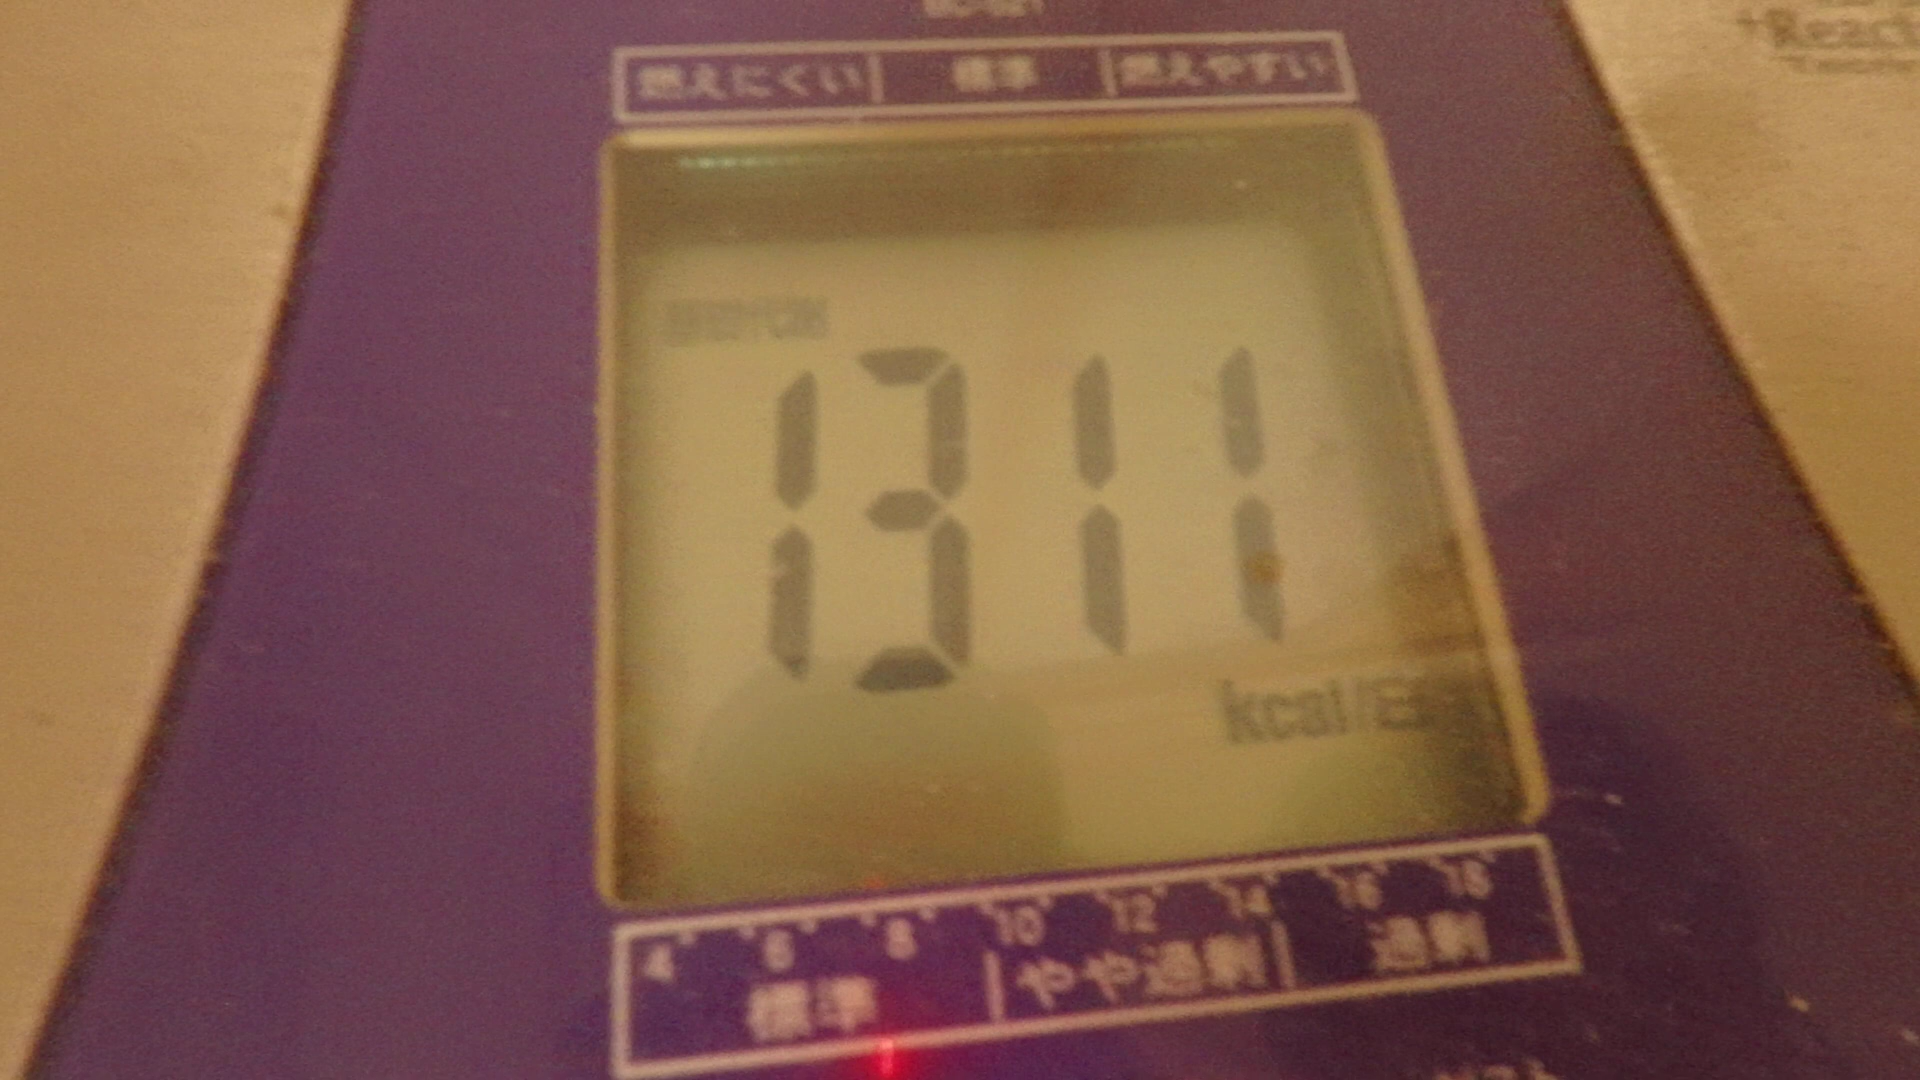 燃えにくい 標準 燃えやすい
+React
基礎代謝
1311
kcal/日
4 6 8 10 12 14 16 18
標準 やや過剰 過剰